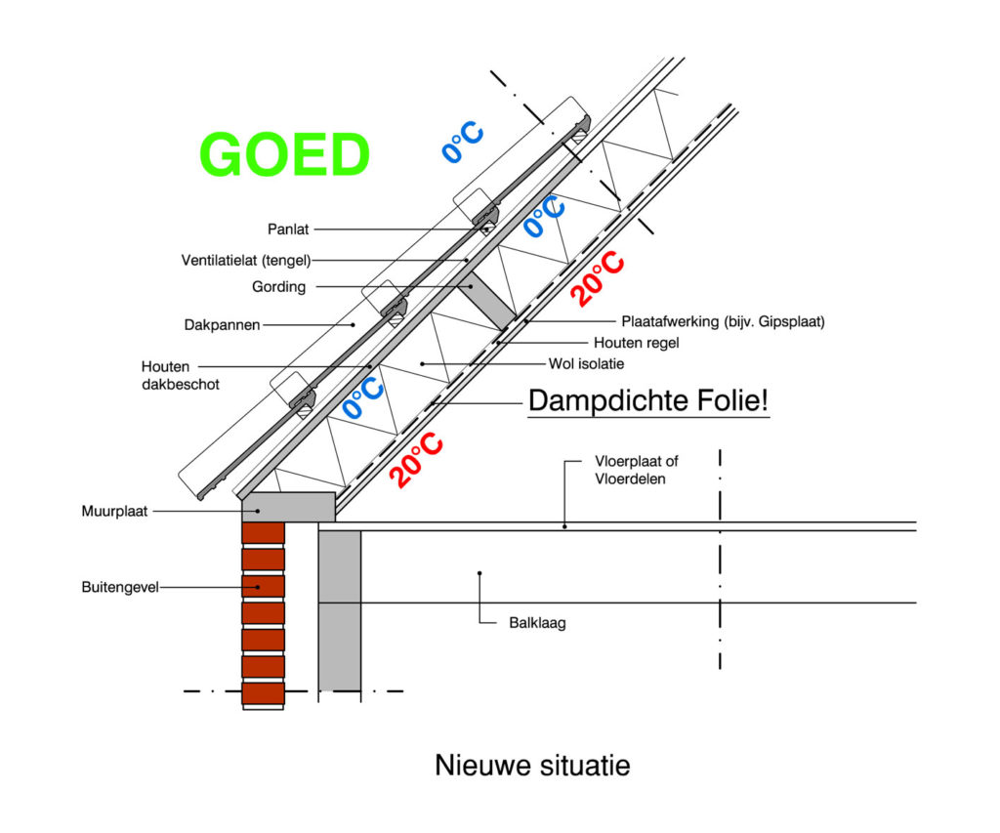 GOED
0°C
Panlat
0°C
Ventilatielat (tengel)
Gording
20°C
Dakpannen
Plaatafwerking (bijv. Gipsplaat)
Houten regel
Houten
dakbeschot
Wol isolatie
0°C
Dampdichte Folie!
20°C
Vloerplaat of
Vloerdelen
Muurplaat
Buitengevel
Balklaag
Nieuwe situatie